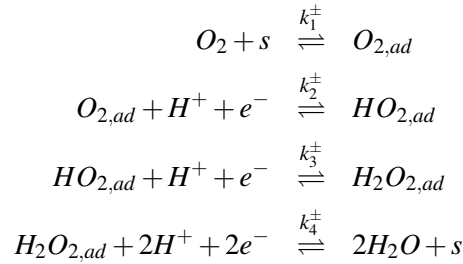 O₂ + s ⇌ O₂,ad k₁±
O₂,ad + H⁺ + e⁻ ⇌ HO₂,ad k₂±
HO₂,ad + H⁺ + e⁻ ⇌ H₂O₂,ad k₃±
H₂O₂,ad + 2H⁺ + 2e⁻ ⇌ 2H₂O + s k₄±